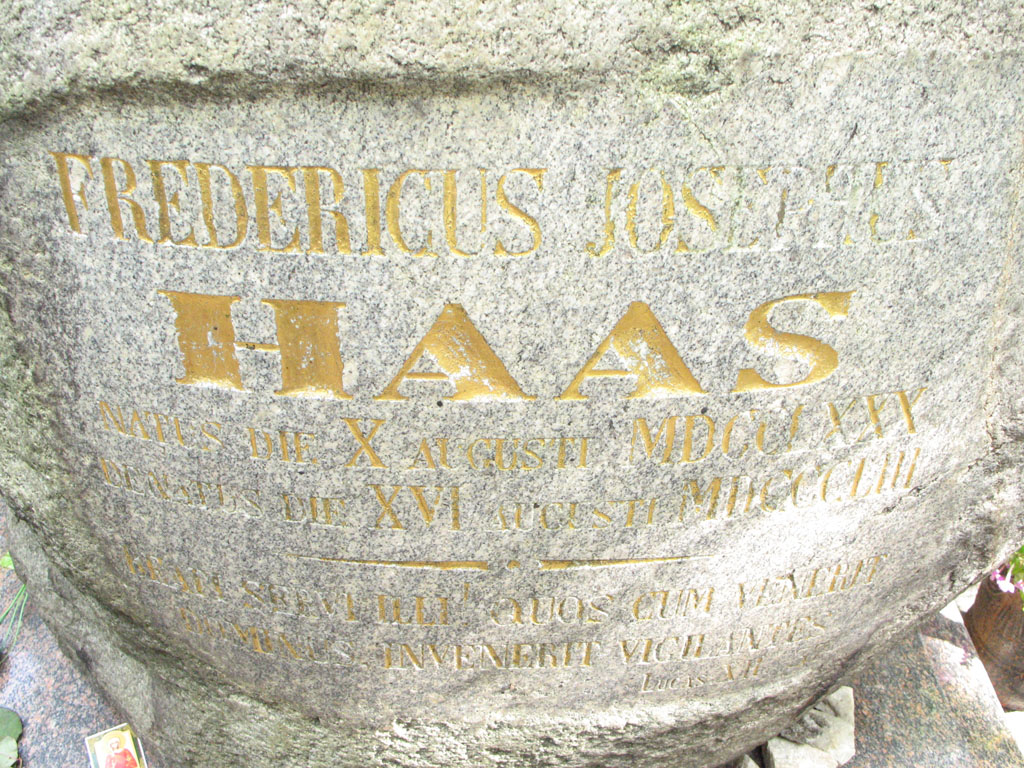 FREDERICUS JOSEPHUS
HAAS
NATUS DIE X AUGUSTI MDCCLXXX
DENATUS DIE XVI AUGUSTI MDCCCLIII
BEATI SERVI ILLI QUOS CUM VENERIT
DOMINUS INVENERIT VIGILANTES
LUCAS XII